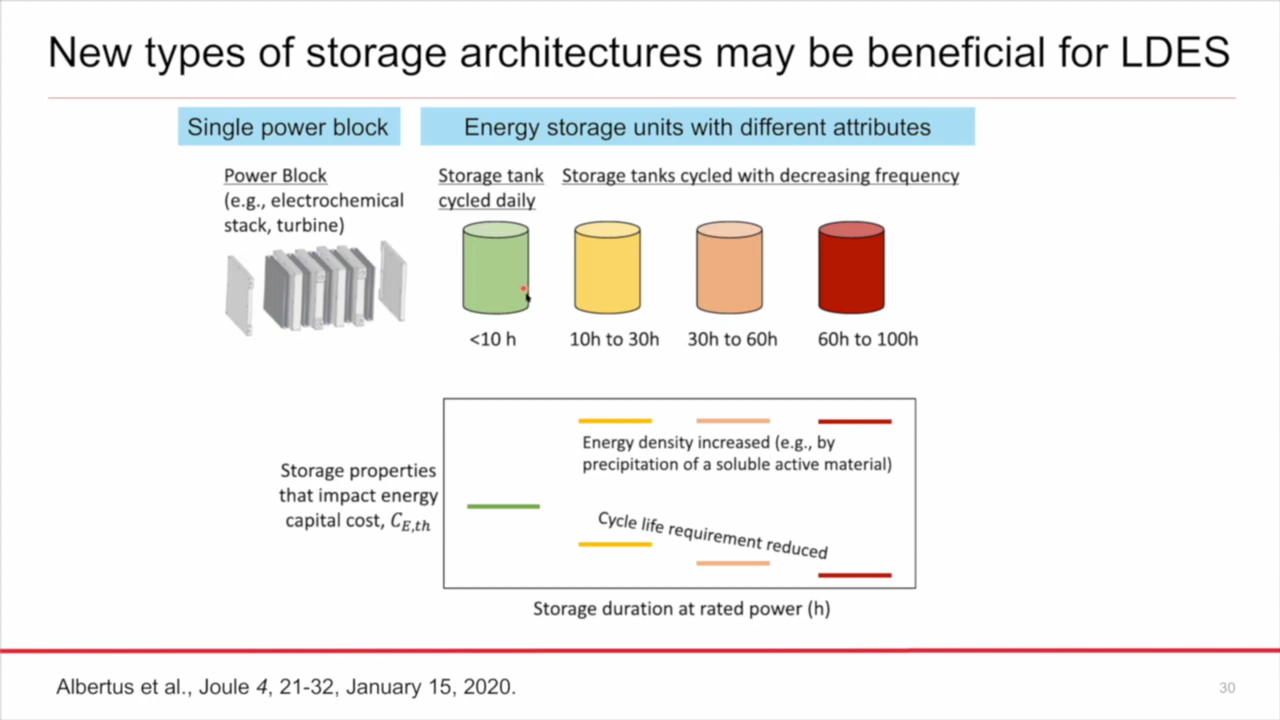 New types of storage architectures may be beneficial for LDES
Single power block
Energy storage units with different attributes
Power Block
(e.g., electrochemical
stack, turbine)
Storage tank
cycled daily
Storage tanks cycled with decreasing frequency
<10 h
10h to 30h
30h to 60h
60h to 100h
Energy density increased (e.g., by
precipitation of a soluble active material)
Storage properties
that impact energy
capital cost, C_{E,th}
Cycle life requirement reduced
Storage duration at rated power (h)
Albertus et al., Joule 4, 21-32, January 15, 2020.
30